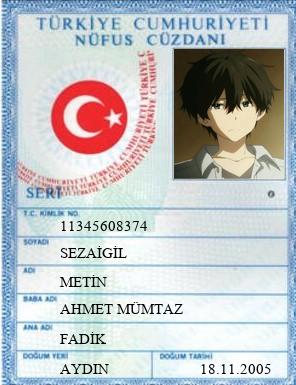 TÜRKİYE CUMHURİYETİ
NÜFUS CÜZDANI
SERİ
T.C. KİMLİK NO.
11345608374
SOYADI
SEZAİGİL
ADI
METİN
BABA ADI
AHMET MÜMTAZ
ANA ADI
FADİK
DOĞUM YERİ DOĞUM TARİHİ
AYDIN 18.11.2005